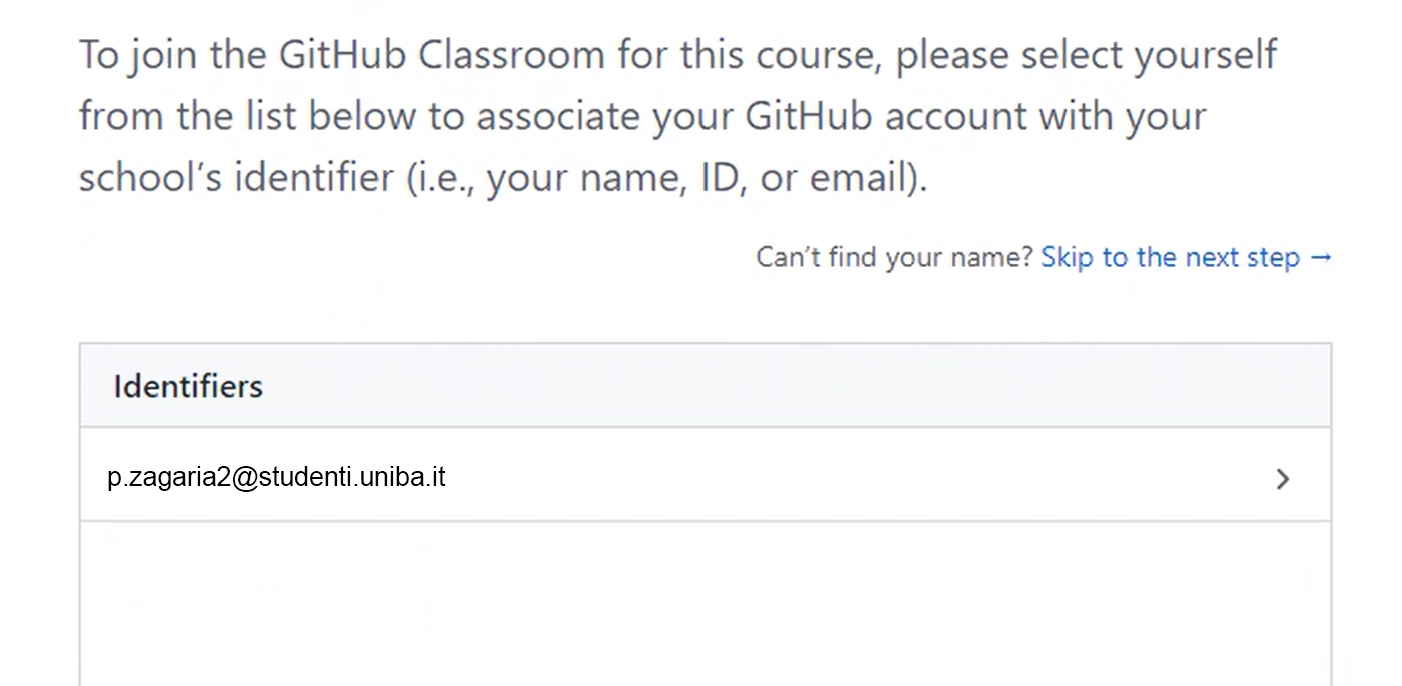 To join the GitHub Classroom for this course, please select yourself
from the list below to associate your GitHub account with your
school’s identifier (i.e., your name, ID, or email).
Can’t find your name? Skip to the next step →
Identifiers
p.zagaria2@studenti.uniba.it